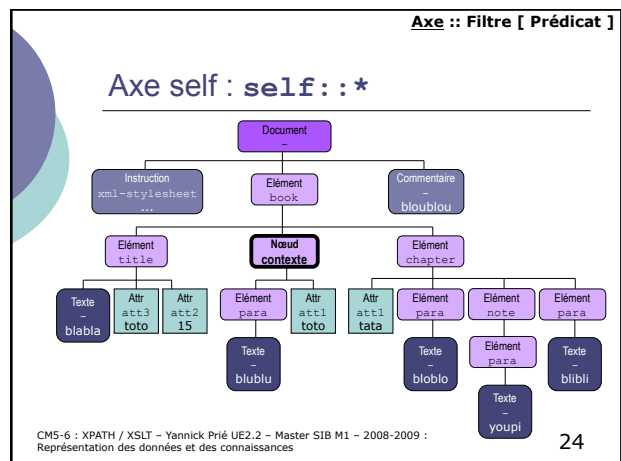 Axe :: Filtre [ Prédicat ]
Axe self : self::*
Document
–
Instruction
xml-stylesheet
...
Elément
book
Commentaire
–
bloublou
Elément
title
Nœud
contexte
Elément
chapter
Texte
–
blabla
Attr
att3
toto
Attr
att2
15
Elément
para
Attr
att1
toto
Attr
att1
tata
Elément
para
Elément
note
Elément
para
Texte
–
blublu
Texte
–
bloblo
Elément
para
Texte
–
blibli
Texte
–
youpi
CM5-6 : XPATH / XSLT – Yannick Prié UE2.2 – Master SIB M1 – 2008-2009 :
Représentation des données et des connaissances
24